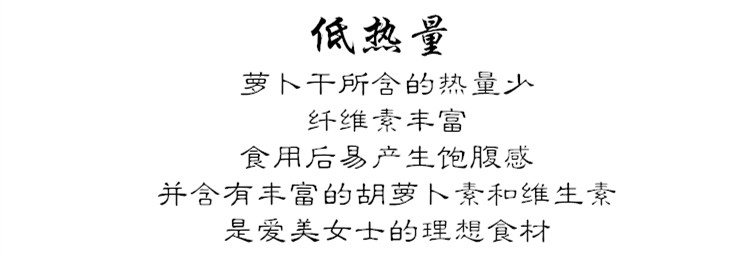 低热量
萝卜干所含的热量少
纤维素丰富
食用后易产生饱腹感
并含有丰富的胡萝卜素和维生素
是爱美女士的理想食材